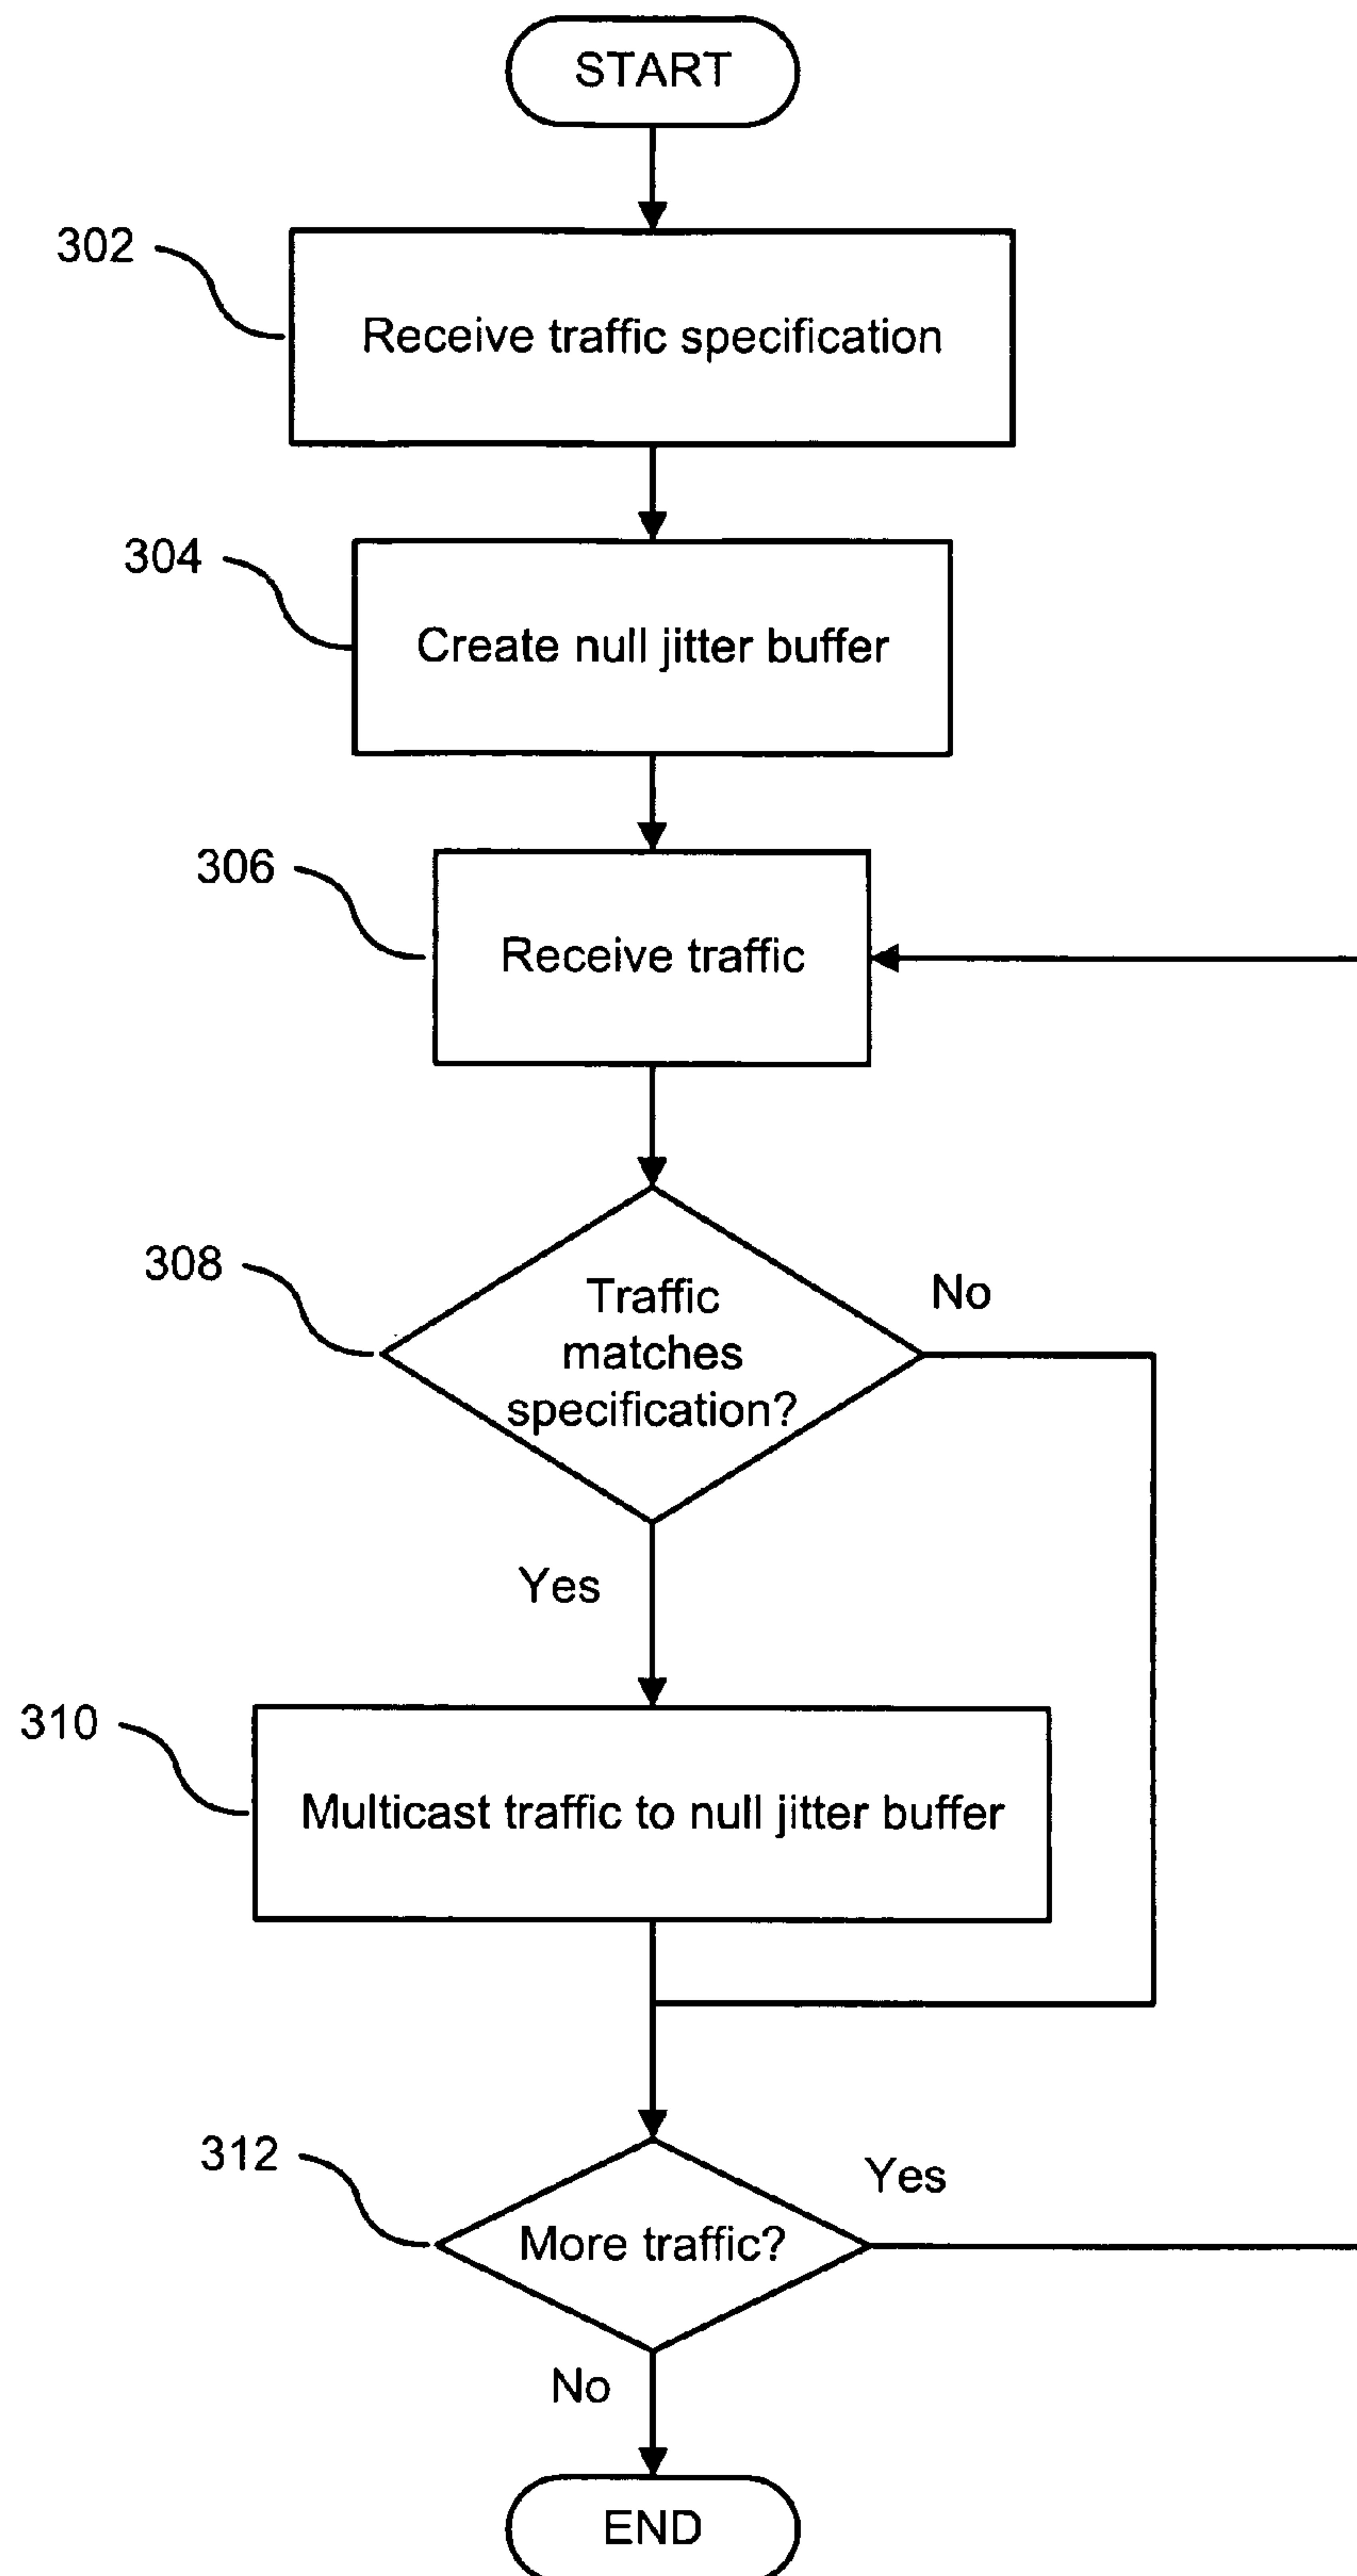 START
302
Receive traffic specification
304
Create null jitter buffer
306
Receive traffic
308
Traffic
matches
specification?
No
Yes
310
Multicast traffic to null jitter buffer
312
More traffic?
Yes
No
END